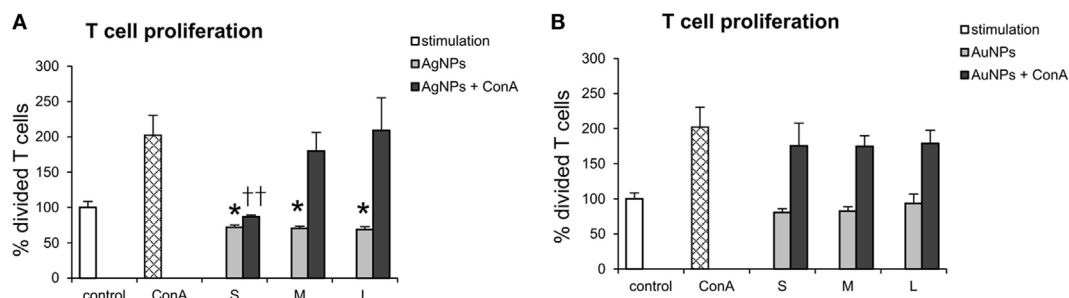 A
T cell proliferation
stimulation
AgNPs
AgNPs + ConA
% divided T cells
300
250
200
150
100
50
0
* †† * *
control ConA S M L
B
T cell proliferation
stimulation
AuNPs
AuNPs + ConA
% divided T cells
300
250
200
150
100
50
0
control ConA S M L